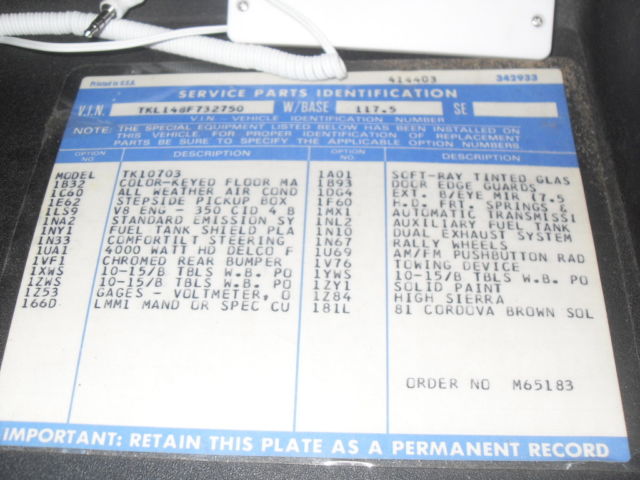 Printed in U.S.A. 414403 342933
SERVICE PARTS IDENTIFICATION
V.I.N. TKL148F732750 W/BASE 117.5 SE
V.I.N. - VEHICLE IDENTIFICATION NUMBER
NOTE: THE SPECIAL EQUIPMENT LISTED BELOW HAS BEEN INSTALLED ON
THIS VEHICLE. FOR PROPER IDENTIFICATION OF REPLACEMENT
PARTS BE SURE TO SPECIFY THE APPLICABLE OPTION NUMBERS.
OPTION NO. DESCRIPTION OPTION NO. DESCRIPTION
MODEL TK10703 1A01 SOFT-RAY TINTED GLAS
1B32 COLOR-KEYED FLOOR MA 1B93 DOOR EDGE GUARDS
1C60 ALL WEATHER AIR COND 1DG4 EXT. B/EYE MIR 17.5
1E62 STEPSIDE PICKUP BOX 1F60 H.D. FRT. SPRINGS
1LS9 V8 ENG - 350 CID 4 B 1MX1 AUTOMATIC TRANSMISSI
1NA2 STANDARD EMISSION SY 1NL2 AUXILIARY FUEL TANK
1NY1 FUEL TANK SHIELD PLA 1N10 DUAL EXHAUST SYSTEM
1N33 COMFORTILT STEERING 1N67 RALLY WHEELS
1UA1 4000 WATT HD DELCO F 1U69 AM/FM PUSHBUTTON RAD
1VF1 CHROMED REAR BUMPER 1V76 TOWING DEVICE
1XWS 10-15/B TBLS W.B. PO 1YWS 10-15/B TBLS W.B. PO
1ZWS 10-15/B TBLS W.B. PO 1ZY1 SOLID PAINT
1Z53 GAGES - VOLTMETER, O 1Z84 HIGH SIERRA
166D LMMI MAND OR SPEC CU 181L 81 CORDOVA BROWN SOL
ORDER NO M65183
IMPORTANT: RETAIN THIS PLATE AS A PERMANENT RECORD